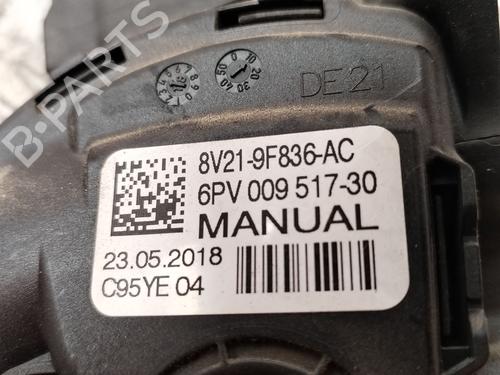 DE21
8V21-9F836-AC
6PV 009 517-30
MANUAL
23.05.2018
C95YE 04
B-PARTS